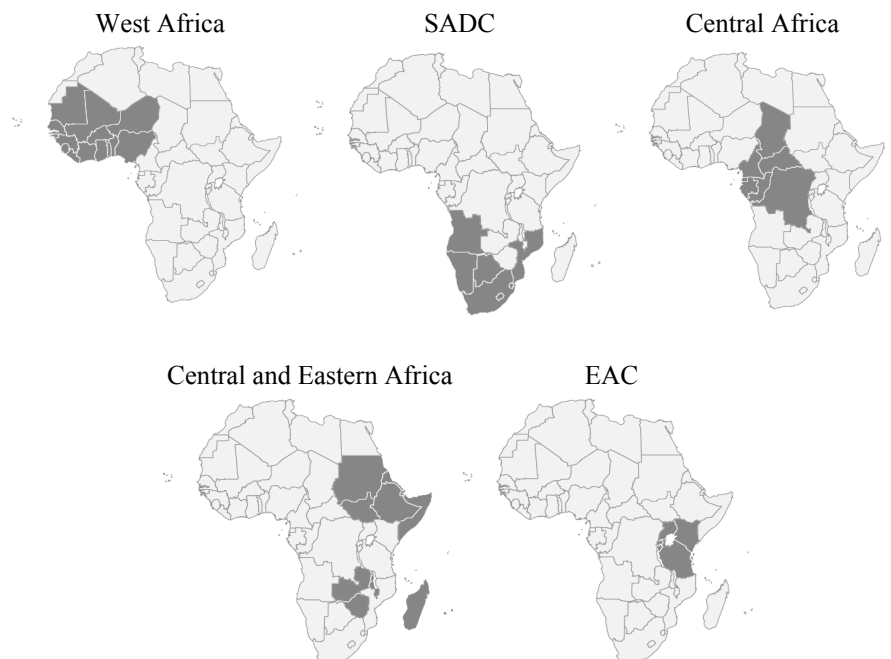 West Africa
SADC
Central Africa
Central and Eastern Africa
EAC